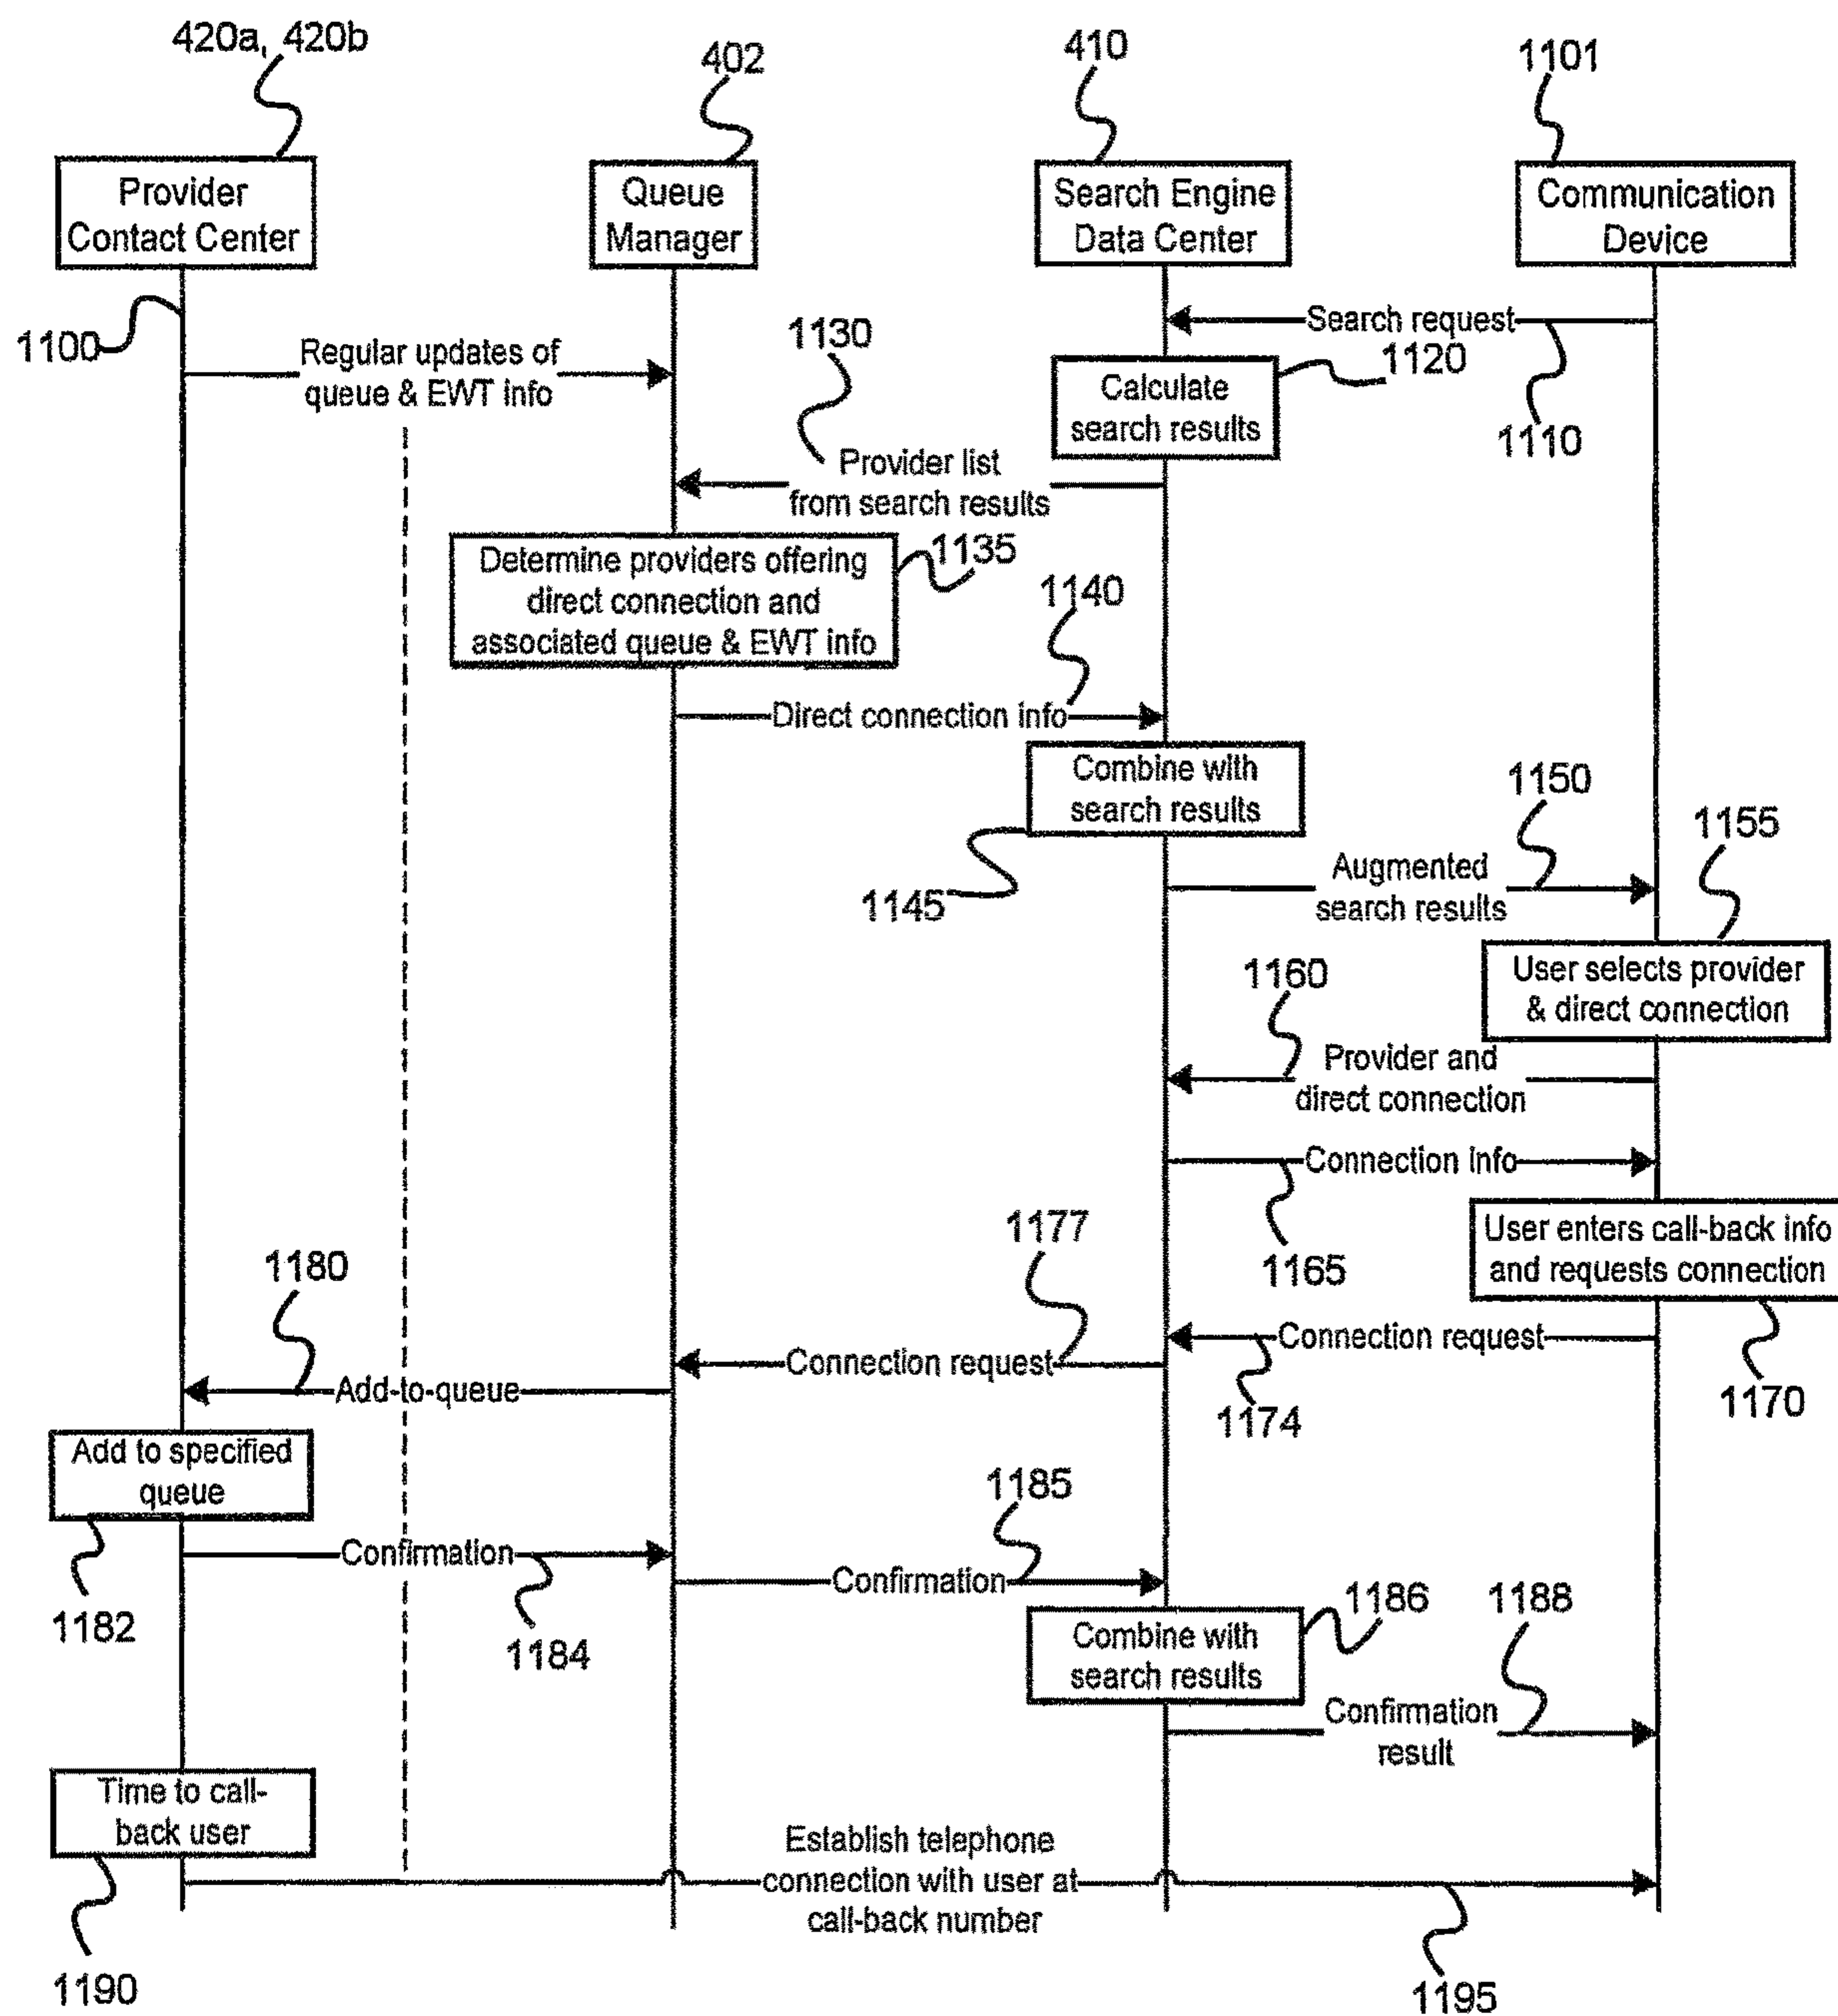 420a, 420b
402
410
1101
Provider
Contact Center
Queue
Manager
Search Engine
Data Center
Communication
Device
1100
Search request
1110
Regular updates of
queue & EWT info
1130
1120
Calculate
search results
Provider list
from search results
1135
Determine providers offering
direct connection and
associated queue & EWT info
1140
Direct connection info
Combine with
search results
1145
1150
Augmented
search results
1155
User selects provider
& direct connection
1160
Provider and
direct connection
Connection info
1165
User enters call-back info
and requests connection
1170
1177
Connection request
1174
Connection request
1180
Add-to-queue
Add to specified
queue
1182
Confirmation
1184
1185
Confirmation
1186
Combine with
search results
1188
Confirmation
result
Time to call-
back user
1190
Establish telephone
connection with user at
call-back number
1195